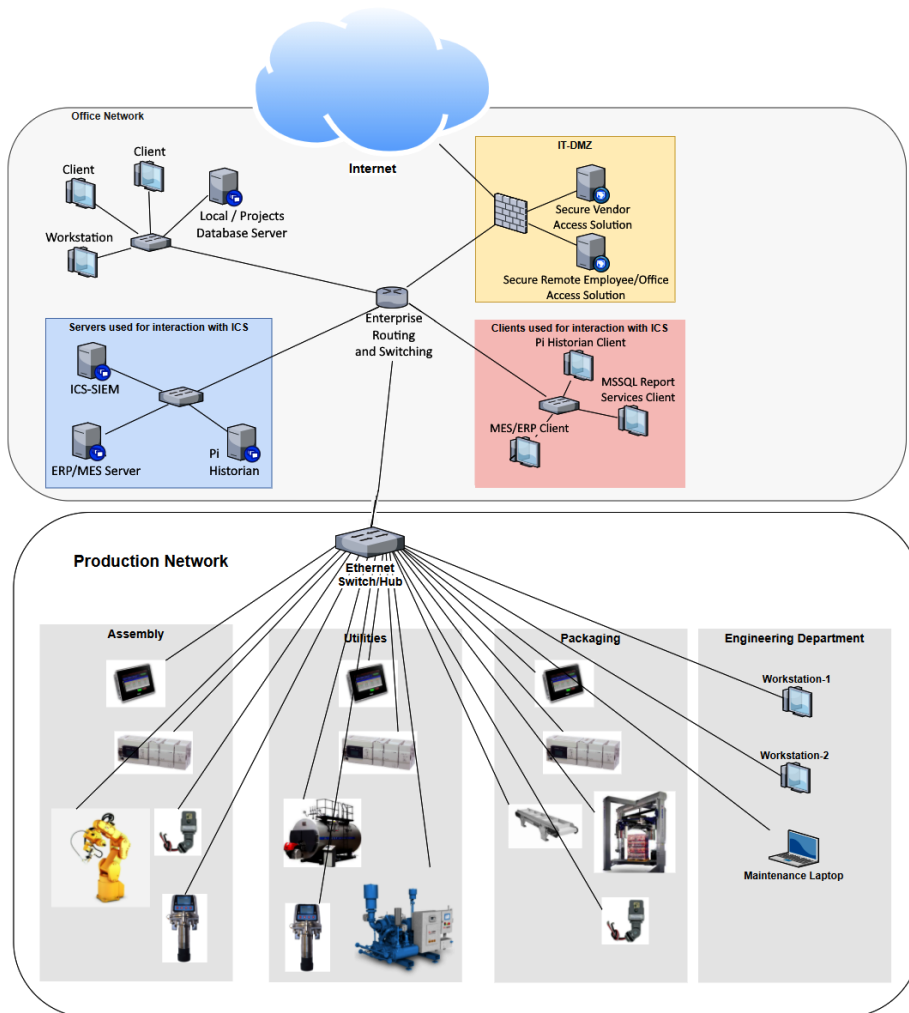 Office Network
Internet
IT-DMZ
Client
Client
Local / Projects
Database Server
Workstation
Secure Vendor
Access Solution
Secure Remote Employee/Office
Access Solution
Enterprise
Routing
and Switching
Servers used for interaction with ICS
ICS-SIEM
ERP/MES Server
Pi
Historian
Clients used for interaction with ICS
Pi Historian Client
MSSQL Report
Services Client
MES/ERP Client
Production Network
Ethernet
Switch/Hub
Assembly
Utilities
Packaging
Engineering Department
Workstation-1
Workstation-2
Maintenance Laptop